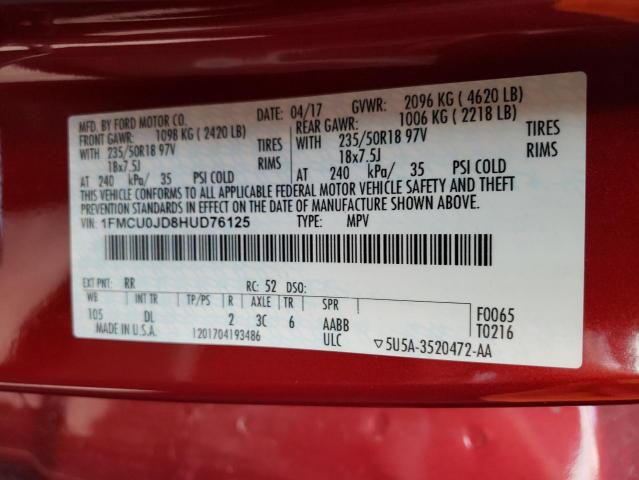 MFD. BY FORD MOTOR CO. DATE: 04/17 GVWR: 2096 KG ( 4620 LB)
FRONT GAWR: 1098 KG ( 2420 LB) REAR GAWR: 1006 KG ( 2218 LB)
WITH 235/50R18 97V TIRES WITH 235/50R18 97V TIRES
18x7.5J RIMS 18x7.5J RIMS
AT 240 kPa/ 35 PSI COLD AT 240 kPa/ 35 PSI COLD
THIS VEHICLE CONFORMS TO ALL APPLICABLE FEDERAL MOTOR VEHICLE SAFETY AND THEFT
PREVENTION STANDARDS IN EFFECT ON THE DATE OF MANUFACTURE SHOWN ABOVE.
VIN: 1FMCU0JD8HUD76125 TYPE: MPV
EXT PNT: RR RC: 52 DSO:
WB INT TR TP/PS R AXLE TR SPR F0065
105 DL 2 3C 6 AABB T0216
MADE IN U.S.A. 1201704193486 ULC ▽5U5A-3520472-AA